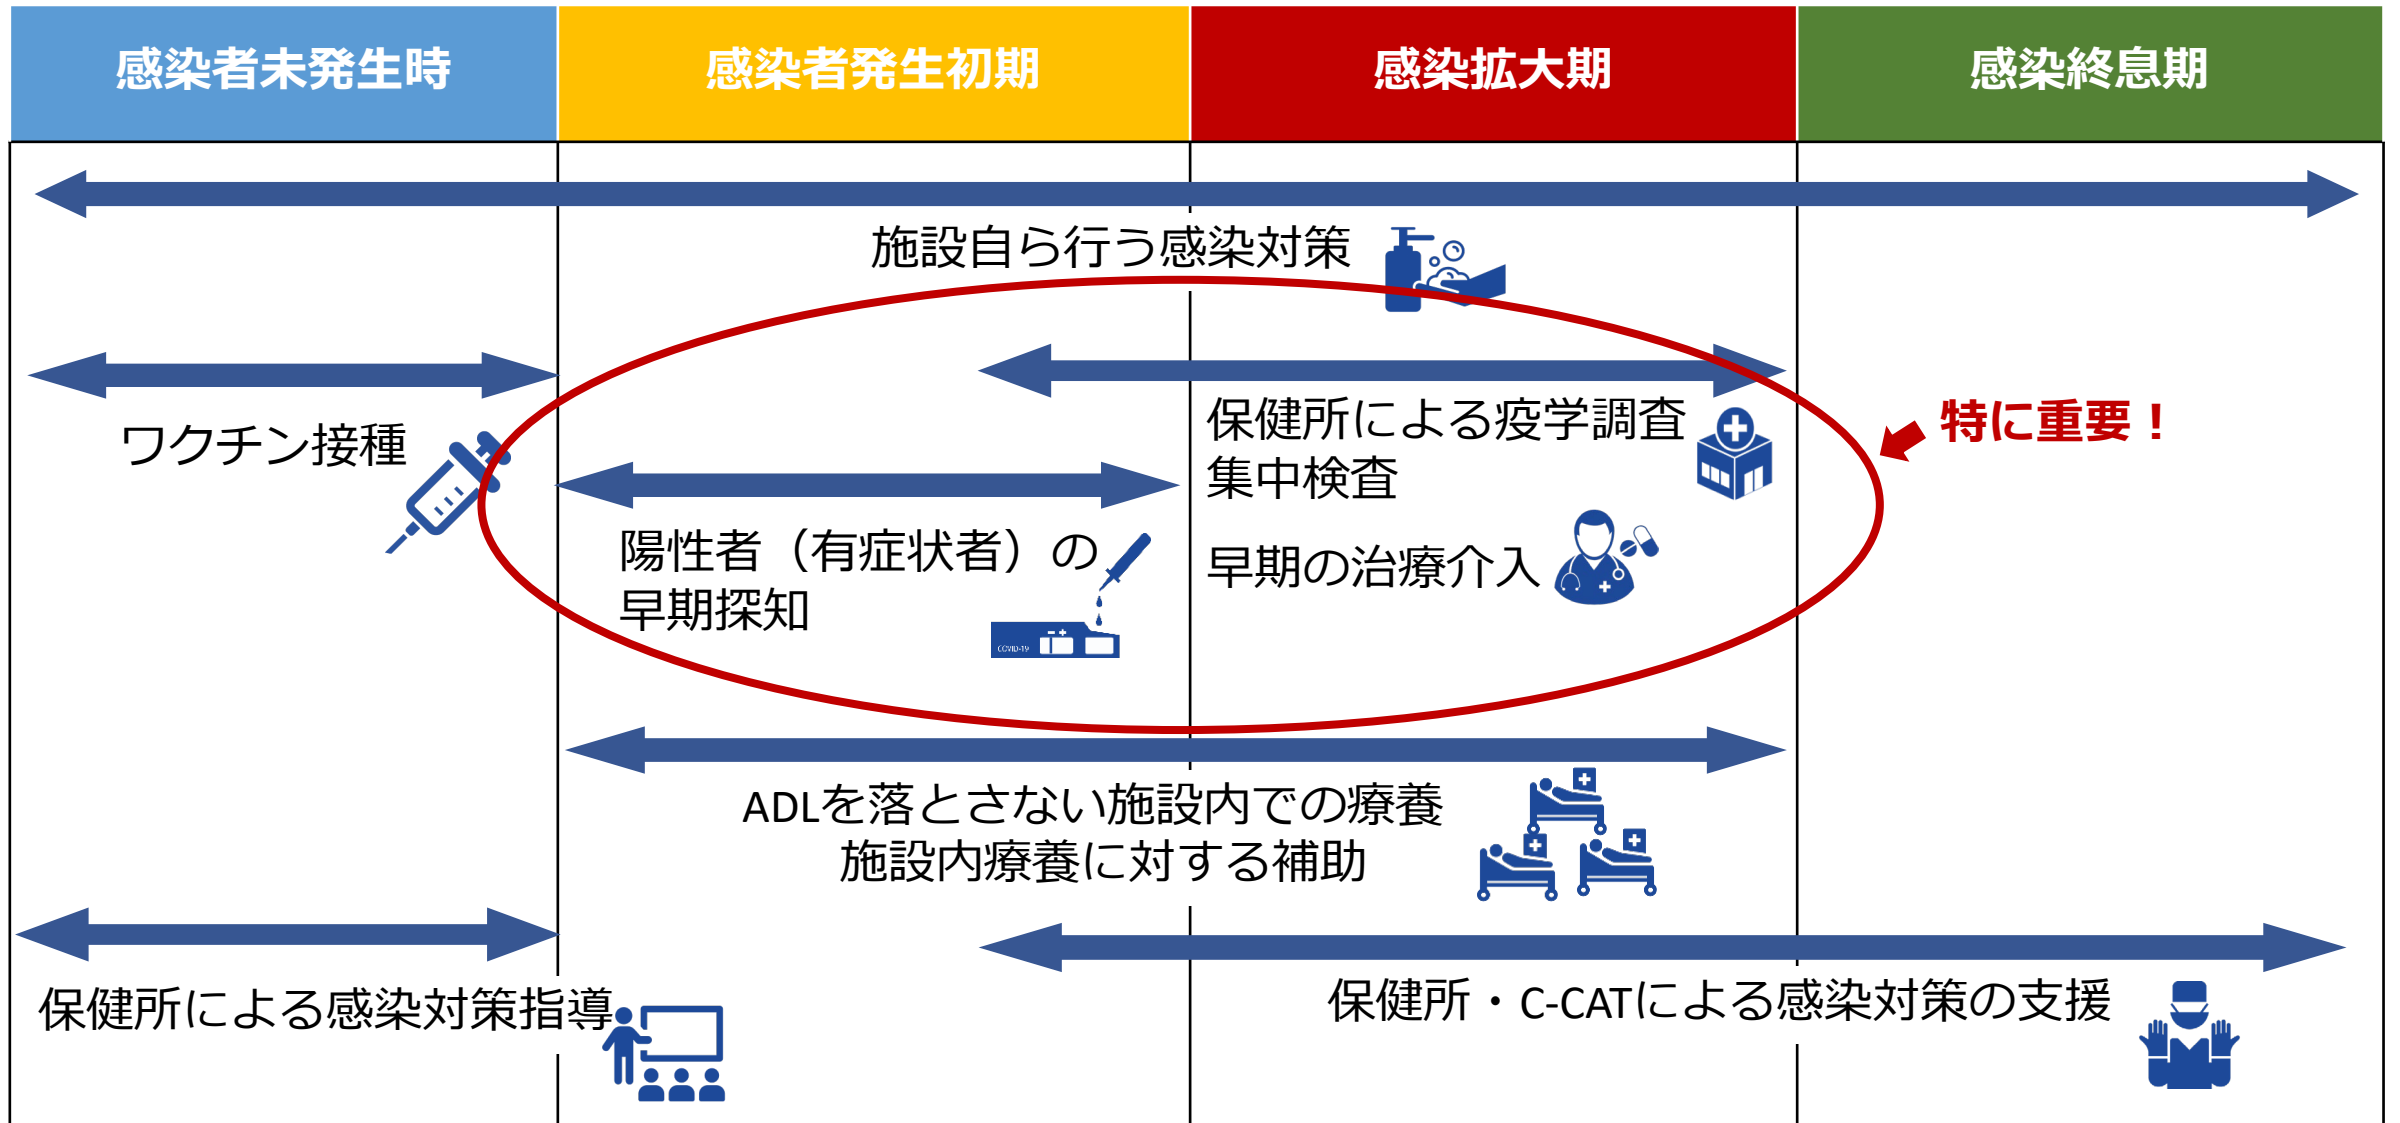 感染者未発生時
感染者発生初期
感染拡大期
感染終息期
施設自ら行う感染対策
ワクチン接種
保健所による疫学調査
集中検査
早期の治療介入
特に重要！
陽性者（有症状者）の
早期探知
COVID-19
ADLを落とさない施設内での療養
施設内療養に対する補助
保健所による感染対策指導
保健所・C-CATによる感染対策の支援